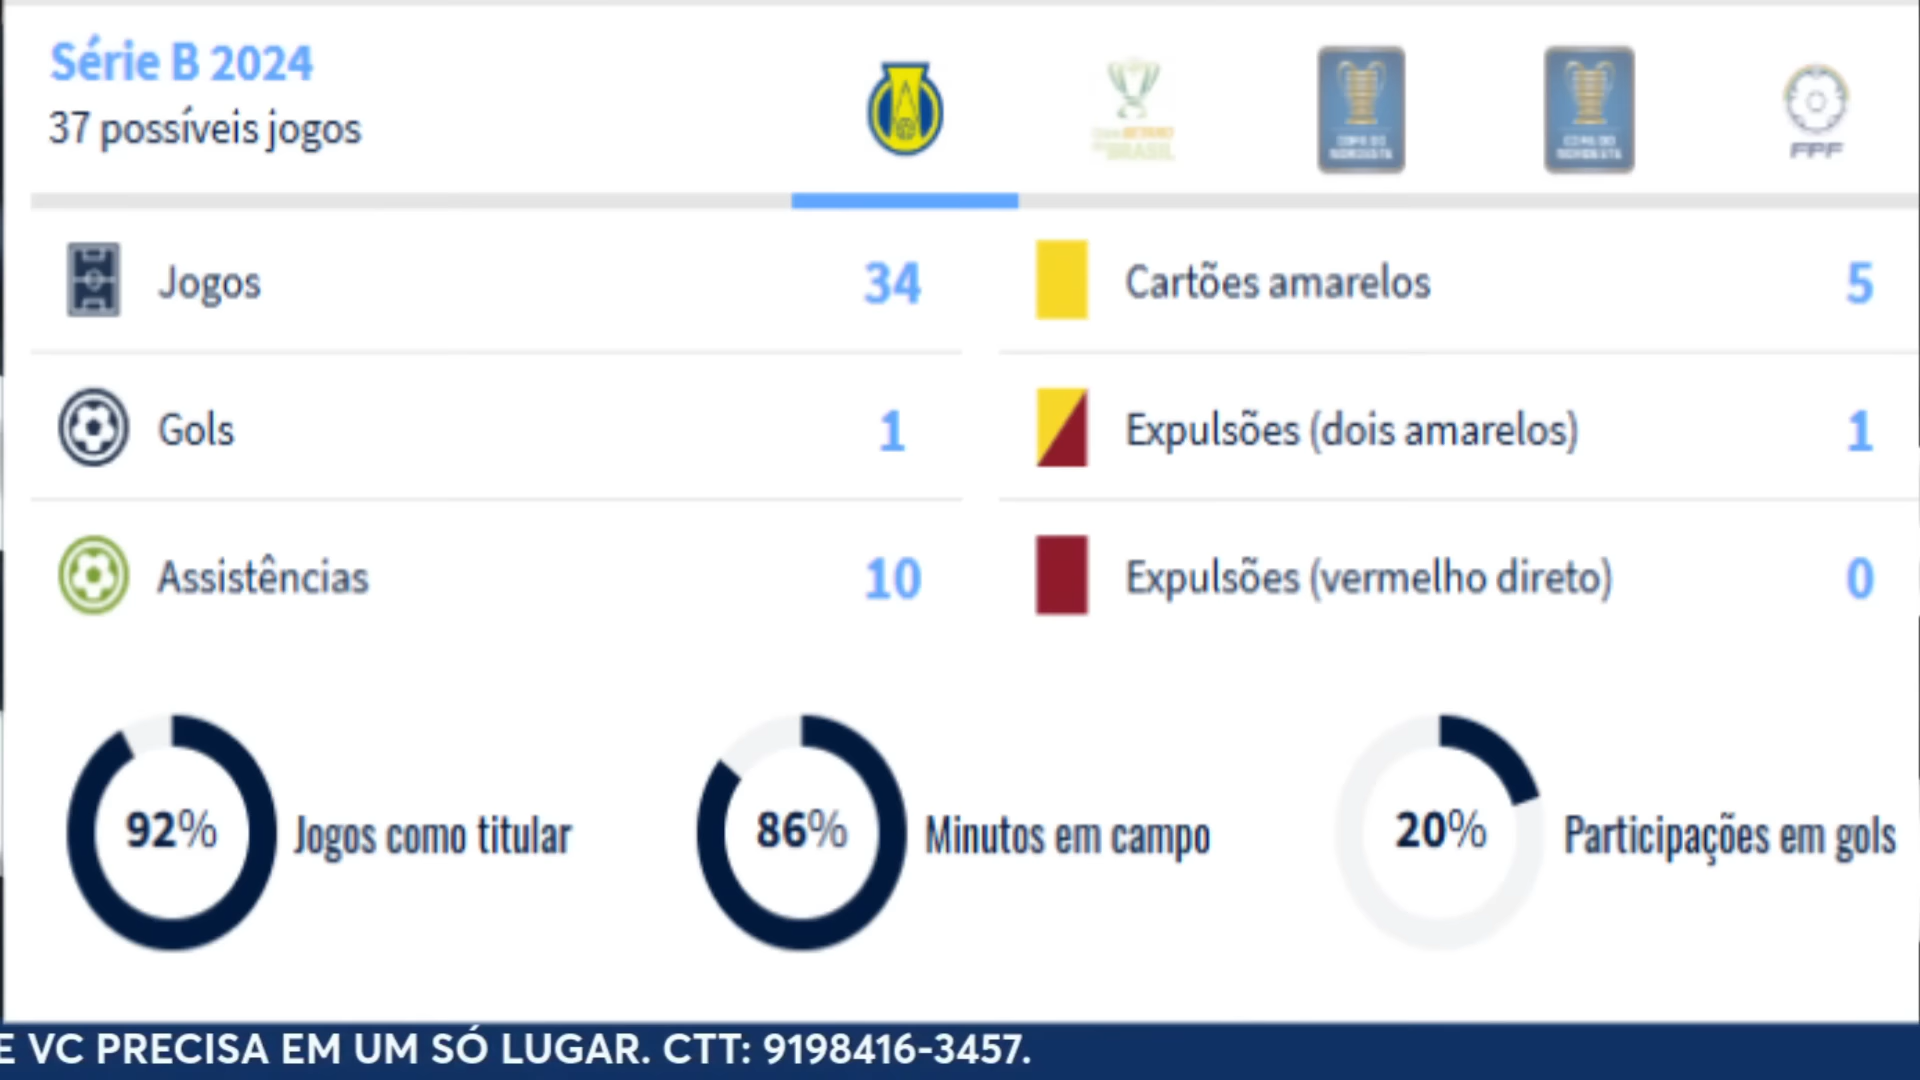 Série B 2024
37 possíveis jogos
FPF
Jogos 34
Cartões amarelos 5
Gols 1
Expulsões (dois amarelos) 1
Assistências 10
Expulsões (vermelho direto) 0
92% Jogos como titular
86% Minutos em campo
20% Participações em gols
E VC PRECISA EM UM SÓ LUGAR. CTT: 9198416-3457.